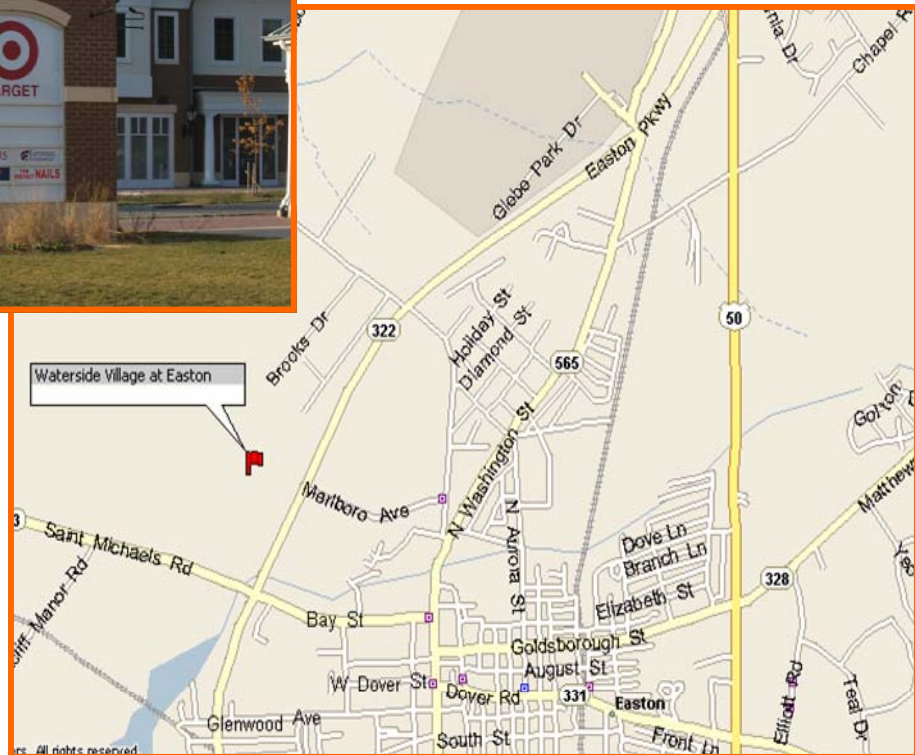 TARGET
NAILS
Chapel R
Glebe Park Dr
Easton Pkwy
50
322
Holiday St
Diamond St
Brooks Dr
565
Waterside Village at Easton
N Washington St
Marlboro Ave
N Aurora St
Saint Michaels Rd
Dove Ln
Branch Ln
Matthew
328
Elizabeth St
Bay St
Goldsborough St
August St
W Dover St
Dover Rd
331
Easton
Elliott Rd
Teal Dr
Glenwood Ave
South St
Front Ln
rs. All rights reserved.